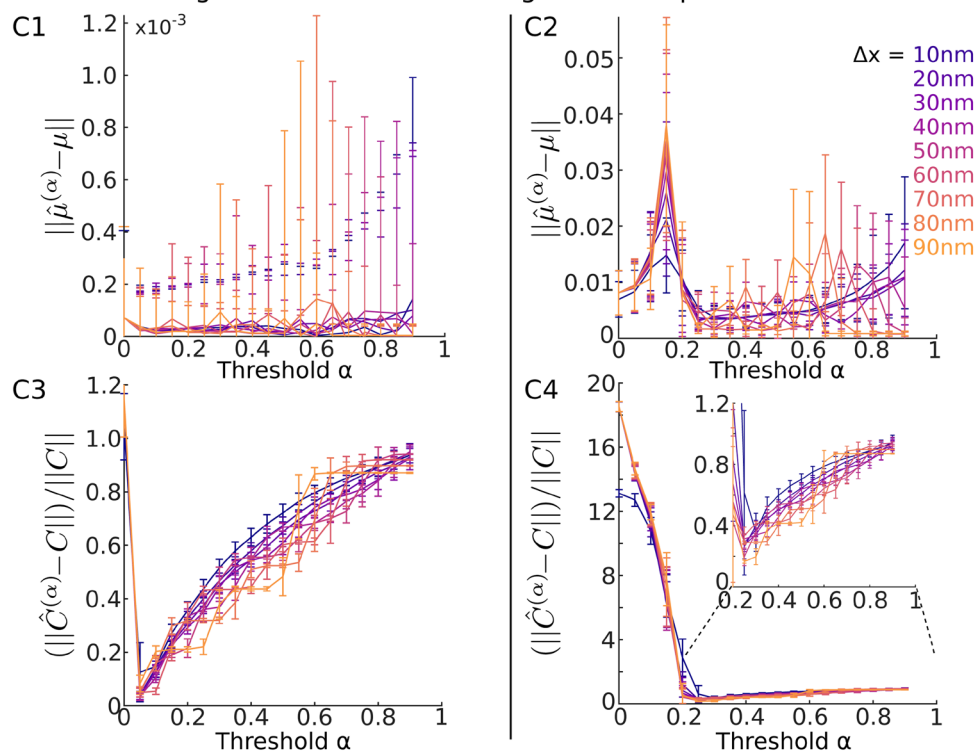 C1
x10-3
1.2
1.0
0.8
0.6
0.4
0.2
0
||μ̂(α)−μ||
0 0.2 0.4 0.6 0.8 1
Threshold α
C2
0.05
0.04
0.03
0.02
0.01
0
||μ̂(α)−μ||
0 0.2 0.4 0.6 0.8 1
Threshold α
Δx = 10nm
20nm
30nm
40nm
50nm
60nm
70nm
80nm
90nm
C3
1.2
1.0
0.8
0.6
0.4
0.2
0
(||Ĉ(α)−C||)/||C||
0 0.2 0.4 0.6 0.8 1
Threshold α
C4
20
16
12
8
4
0
(||Ĉ(α)−C||)/||C||
0 0.2 0.4 0.6 0.8 1
Threshold α
1.2
0.8
0.4
0
0.2 0.4 0.6 0.8 1